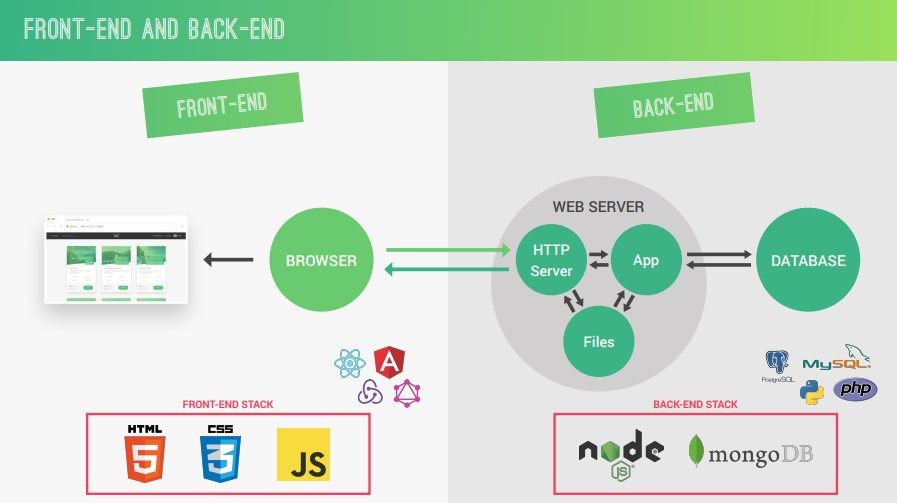 FRONT-END AND BACK-END
FRONT-END
BACK-END
WEB SERVER
BROWSER
HTTP
Server
App
Files
DATABASE
PostgreSQL
MySQL
php
FRONT-END STACK
HTML
5
CSS
3
JS
BACK-END STACK
node
JS
mongoDB